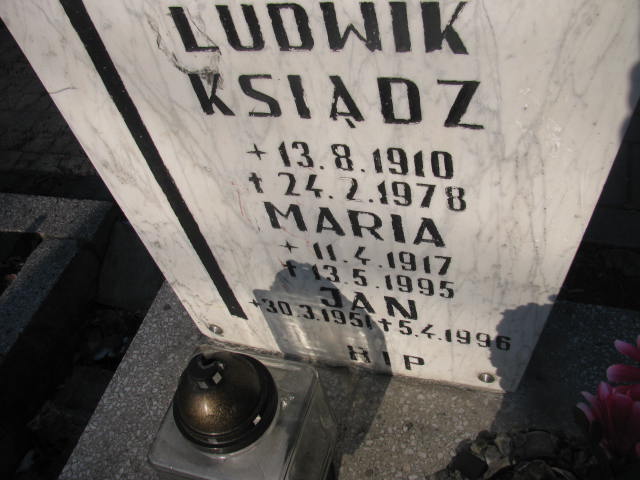 LUDWIK
KSIĄDZ
+ 13.8.1910
† 24.2.1978
MARIA
+ 11.4.1917
† 13.5.1995
JAN
+30.3.1951 † 5.4.1996
RIP